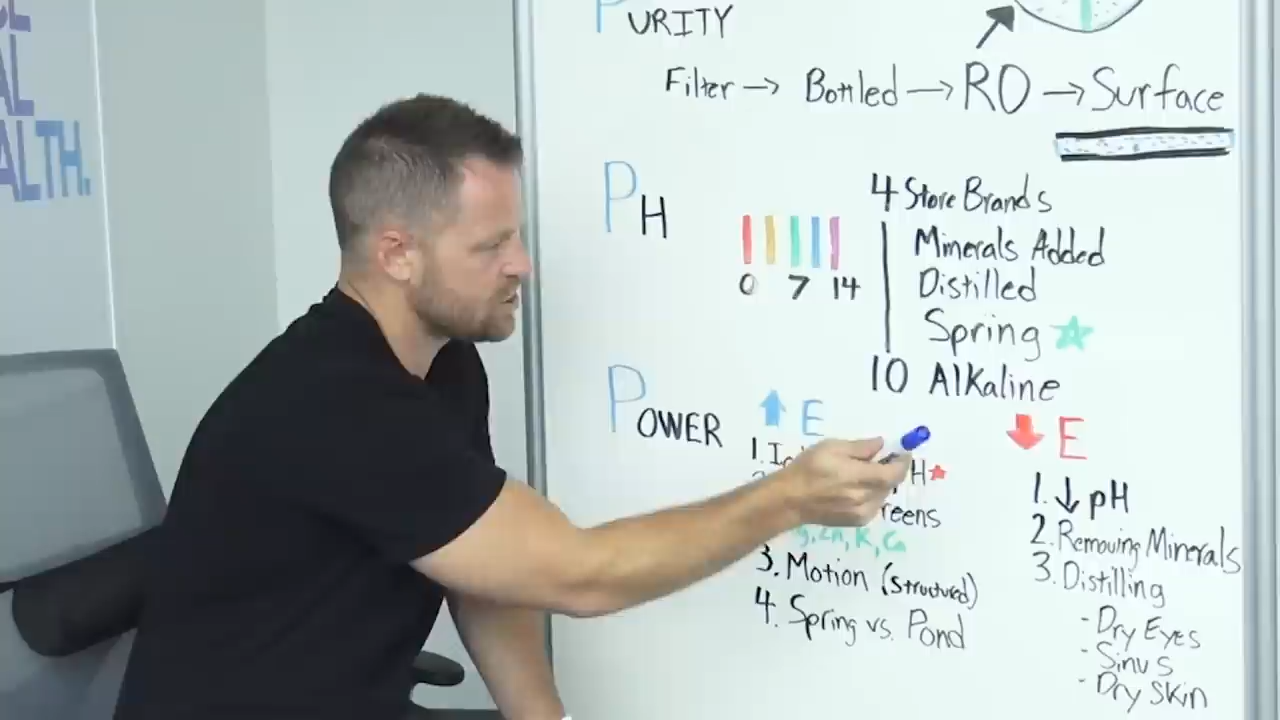 ALTH.
PURITY
Filter → Bottled → RO → Surface
PH
0 7 14
4 Store Brands
Minerals Added
Distilled
Spring
10 Alkaline
POWER
↑ E
1.
H
reens
Zn, K, Ca
3. Motion (Structured)
4. Spring vs. Pond
↓ E
1. ↓ pH
2. Removing Minerals
3. Distilling
- Dry Eyes
- Sinus
- Dry Skin